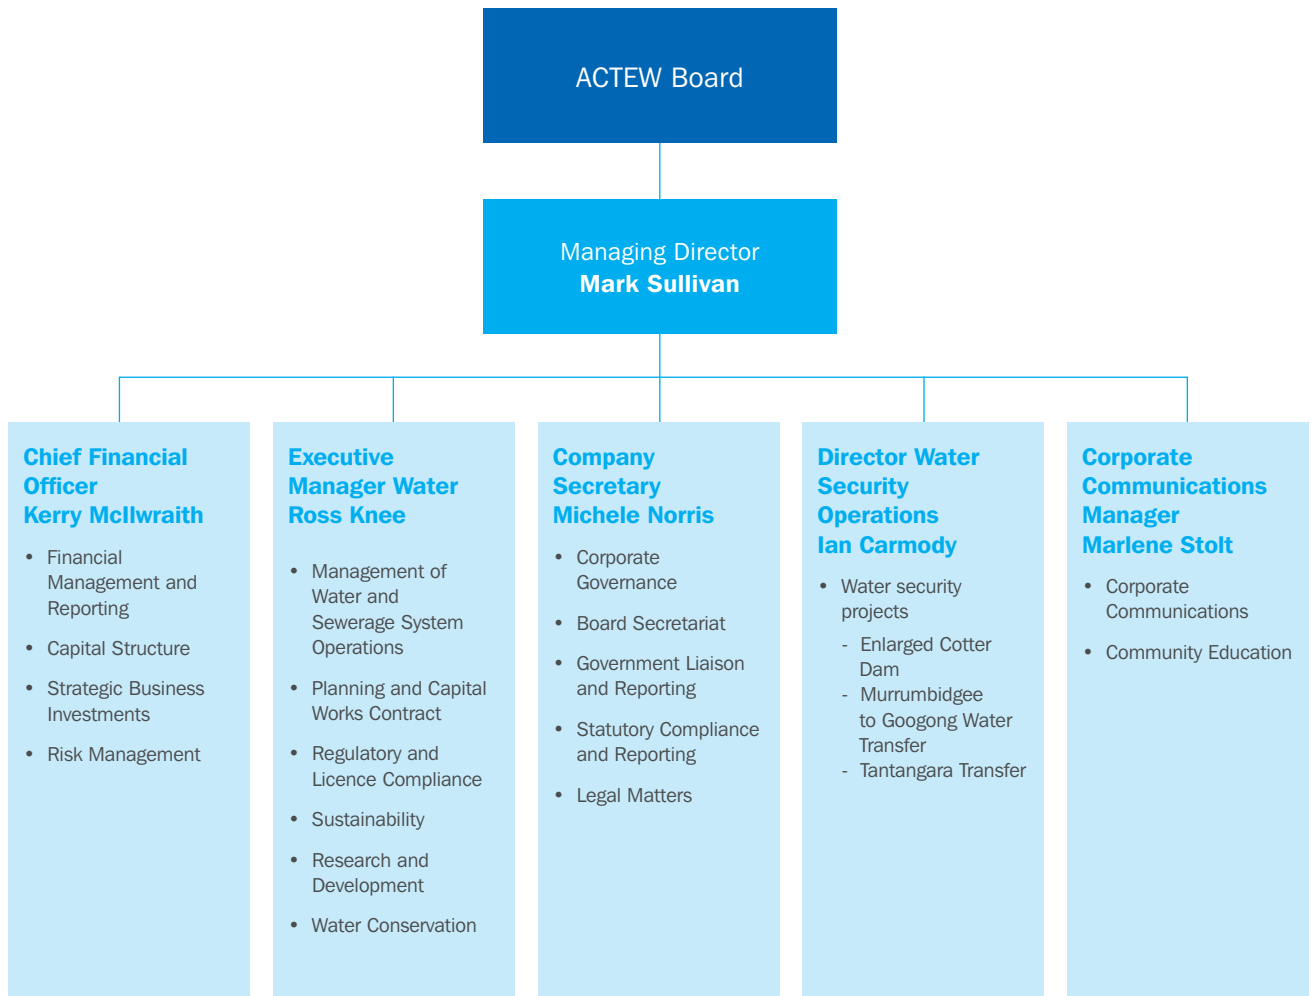 ACTEW Board
Managing Director
Mark Sullivan
Chief Financial
Officer
Kerry McIlwraith
• Financial
Management and
Reporting
• Capital Structure
• Strategic Business
Investments
• Risk Management
Executive
Manager Water
Ross Knee
• Management of
Water and
Sewerage System
Operations
• Planning and Capital
Works Contract
• Regulatory and
Licence Compliance
• Sustainability
• Research and
Development
• Water Conservation
Company
Secretary
Michele Norris
• Corporate
Governance
• Board Secretariat
• Government Liaison
and Reporting
• Statutory Compliance
and Reporting
• Legal Matters
Director Water
Security
Operations
Ian Carmody
• Water security
projects
- Enlarged Cotter
Dam
- Murrumbidgee
to Googong Water
Transfer
- Tantangara Transfer
Corporate
Communications
Manager
Marlene Stolt
• Corporate
Communications
• Community Education